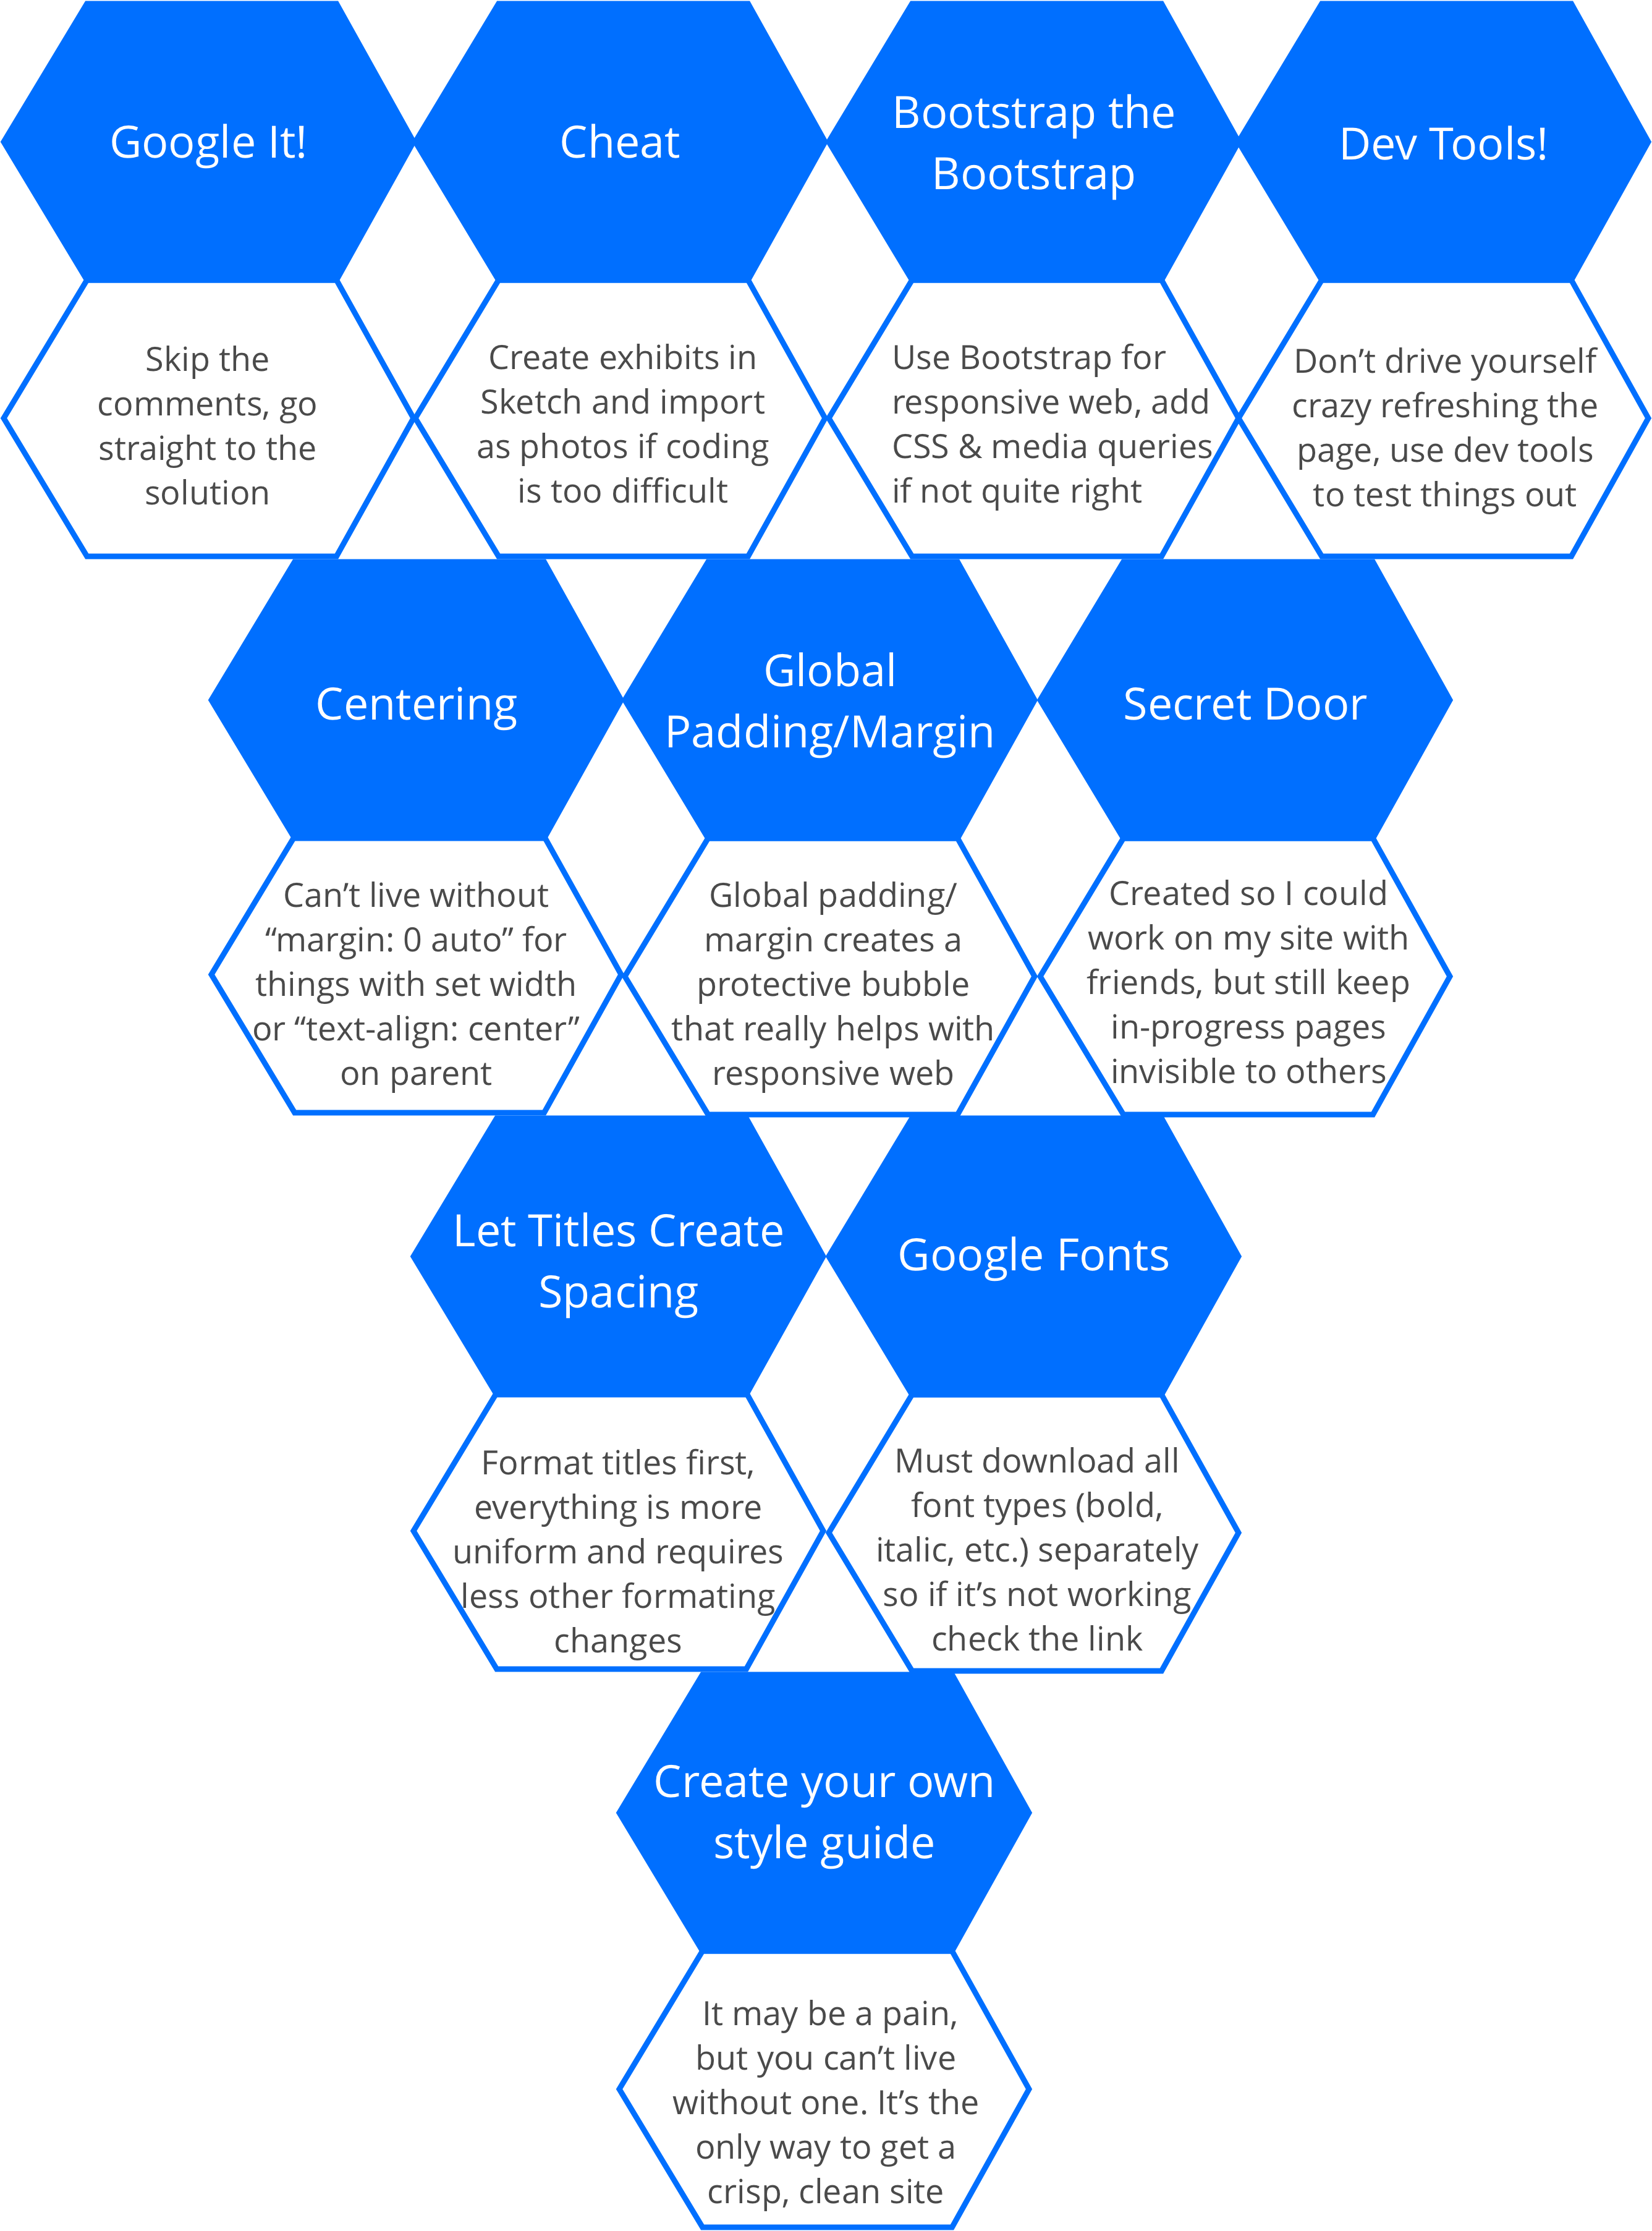 Google It!
Cheat
Bootstrap the
Bootstrap
Dev Tools!
Skip the
comments, go
straight to the
solution
Create exhibits in
Sketch and import
as photos if coding
is too difficult
Use Bootstrap for
responsive web, add
CSS & media queries
if not quite right
Don’t drive yourself
crazy refreshing the
page, use dev tools
to test things out
Centering
Global
Padding/Margin
Secret Door
Can’t live without
“margin: 0 auto” for
things with set width
or “text-align: center”
on parent
Global padding/
margin creates a
protective bubble
that really helps with
responsive web
Created so I could
work on my site with
friends, but still keep
in-progress pages
invisible to others
Let Titles Create
Spacing
Google Fonts
Format titles first,
everything is more
uniform and requires
less other formating
changes
Must download all
font types (bold,
italic, etc.) separately
so if it’s not working
check the link
Create your own
style guide
It may be a pain,
but you can’t live
without one. It’s the
only way to get a
crisp, clean site